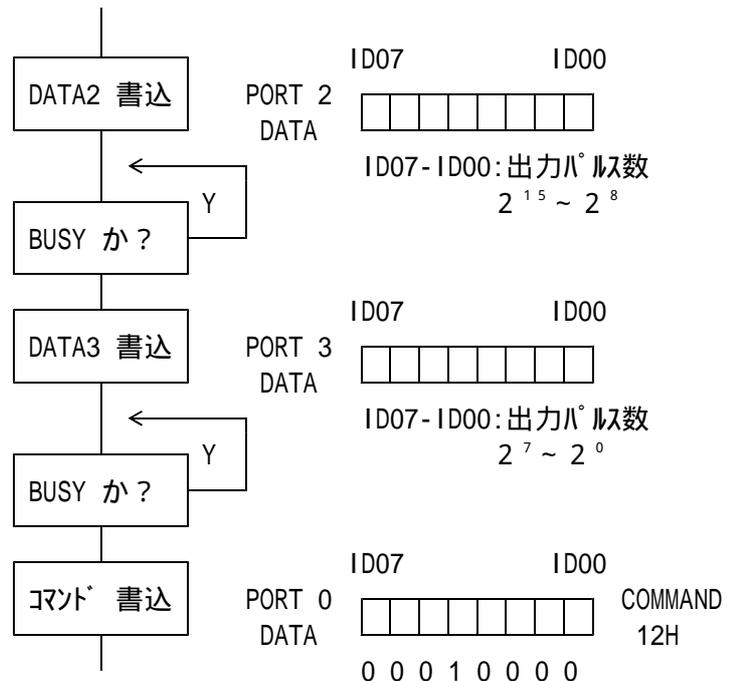 ID07 ID00
DATA2 書込 PORT 2
DATA
ID07-ID00:出力ﾊﾟﾙｽ数
2¹⁵～2⁸
Y
BUSY か？
ID07 ID00
DATA3 書込 PORT 3
DATA
ID07-ID00:出力ﾊﾟﾙｽ数
2⁷～2⁰
Y
BUSY か？
ID07 ID00
ｺﾏﾝﾄﾞ 書込 PORT 0 COMMAND
DATA 12H
0 0 0 1 0 0 0 0